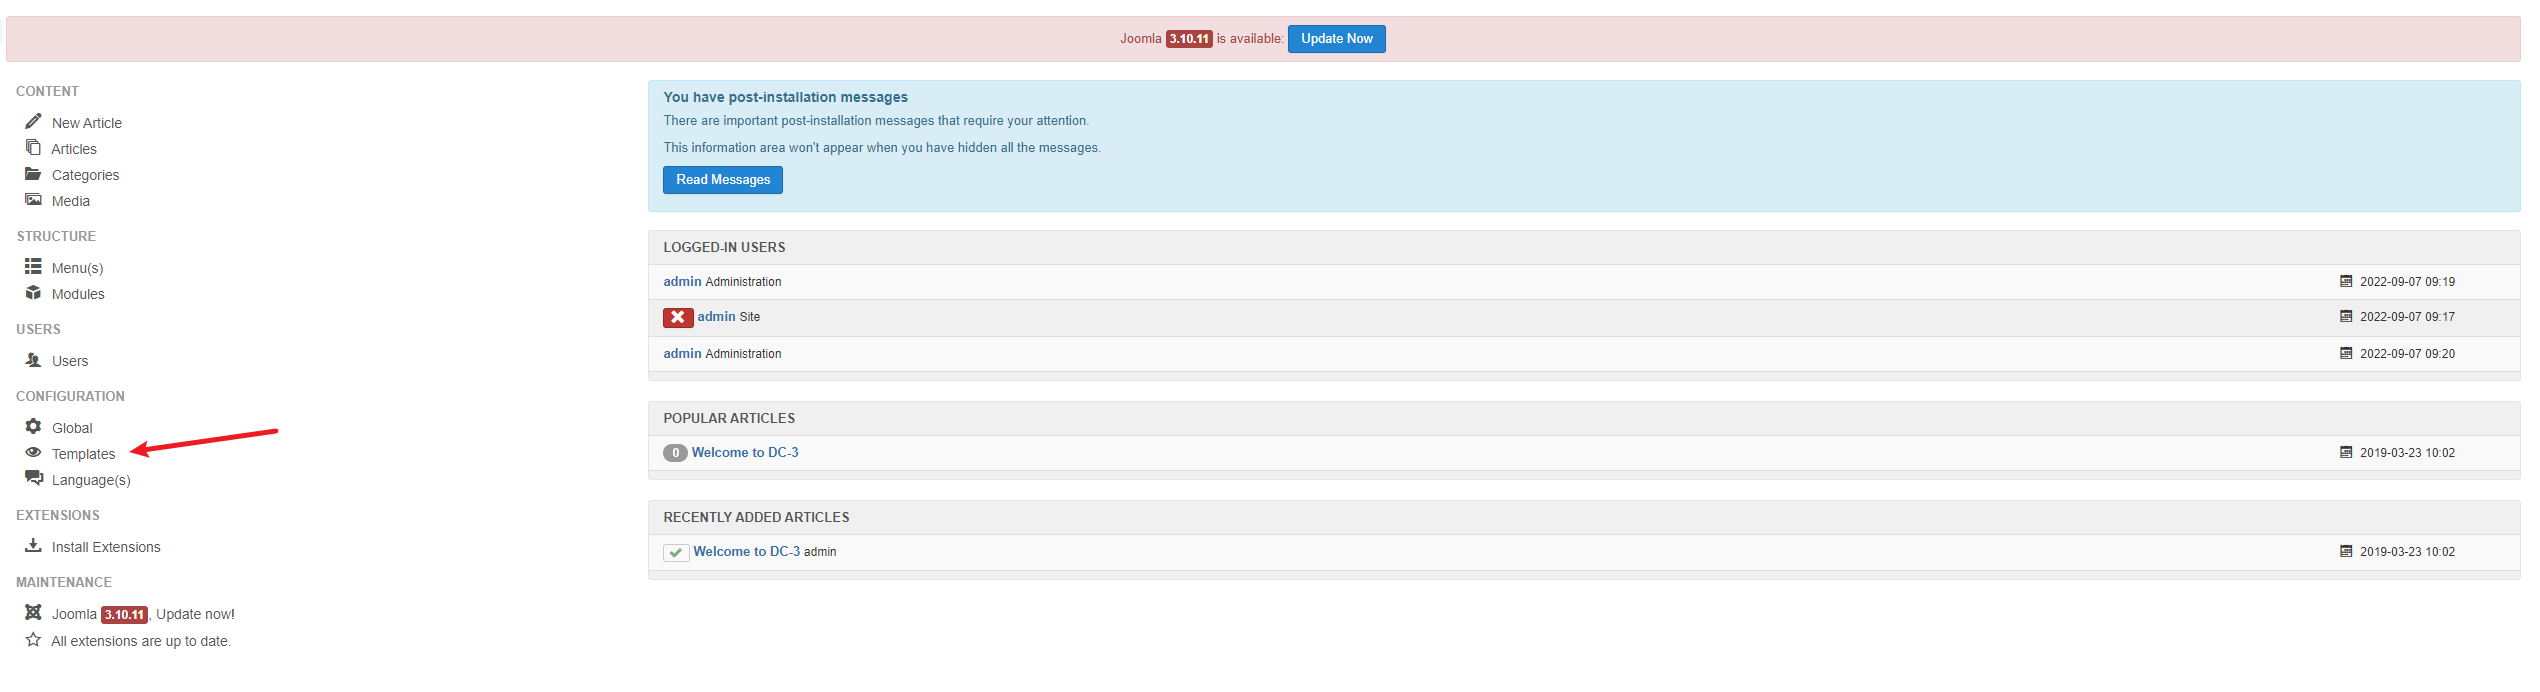 Joomla 3.10.11 is available: Update Now
CONTENT
New Article
Articles
Categories
Media
STRUCTURE
Menu(s)
Modules
USERS
Users
CONFIGURATION
Global
Templates
Language(s)
EXTENSIONS
Install Extensions
MAINTENANCE
Joomla 3.10.11, Update now!
All extensions are up to date.
You have post-installation messages
There are important post-installation messages that require your attention.
This information area won't appear when you have hidden all the messages.
Read Messages
LOGGED-IN USERS
admin Administration 2022-09-07 09:19
admin Site 2022-09-07 09:17
admin Administration 2022-09-07 09:20
POPULAR ARTICLES
0 Welcome to DC-3 2019-03-23 10:02
RECENTLY ADDED ARTICLES
Welcome to DC-3 admin 2019-03-23 10:02